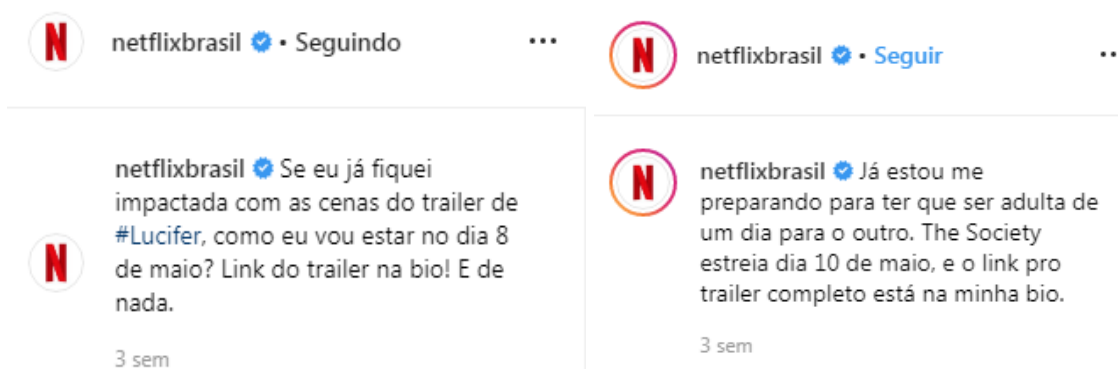 netflixbrasil • Seguindo
netflixbrasil Se eu já fiquei
impactada com as cenas do trailer de
#Lucifer, como eu vou estar no dia 8
de maio? Link do trailer na bio! E de
nada.
3 sem
netflixbrasil • Seguir
netflixbrasil Já estou me
preparando para ter que ser adulta de
um dia para o outro. The Society
estreia dia 10 de maio, e o link pro
trailer completo está na minha bio.
3 sem